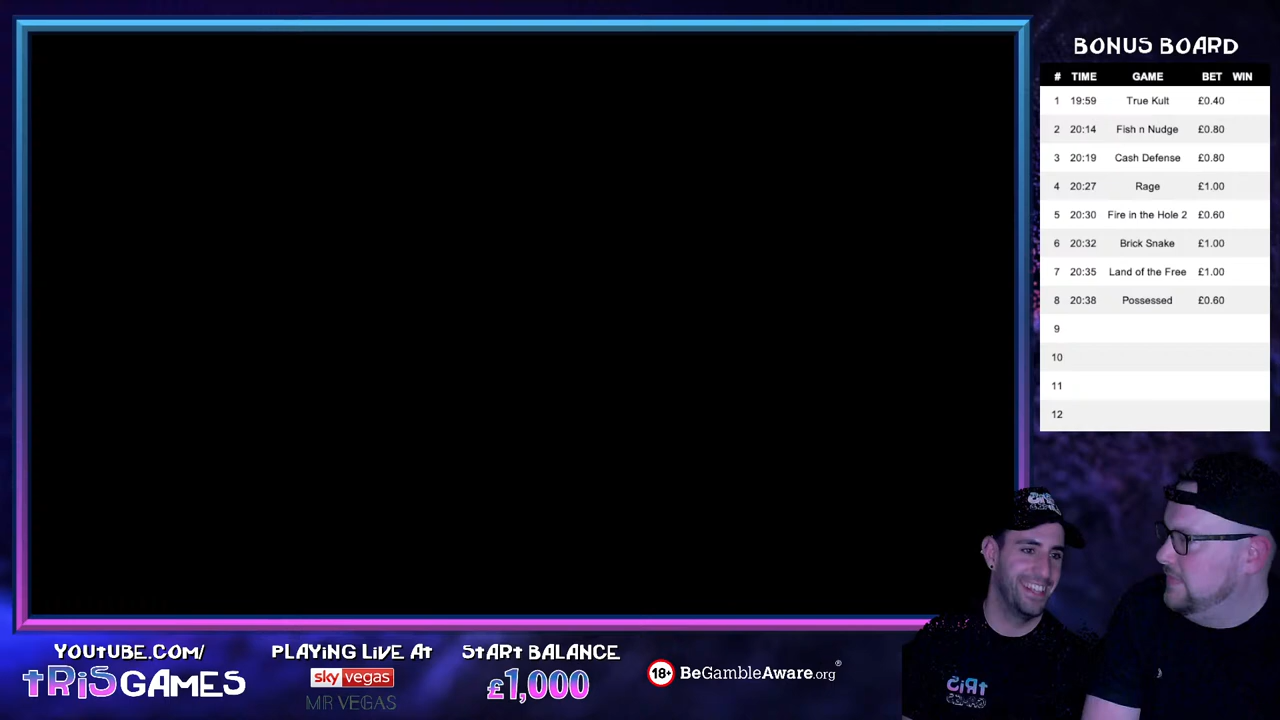 BONUS BOARD
# TIME GAME BET WIN
1 19:59 True Kult £0.40
2 20:14 Fish n Nudge £0.80
3 20:19 Cash Defense £0.80
4 20:27 Rage £1.00
5 20:30 Fire in the Hole 2 £0.60
6 20:32 Brick Snake £1.00
7 20:35 Land of the Free £1.00
8 20:38 Possessed £0.60
9
10
11
12
YOUTUBE.COM/
TRiSGAMES
PLAYING LIVE AT
sky vegas
MR VEGAS
START BALANCE
£1,000
18+ BeGambleAware.org®
TRiS
GAMES